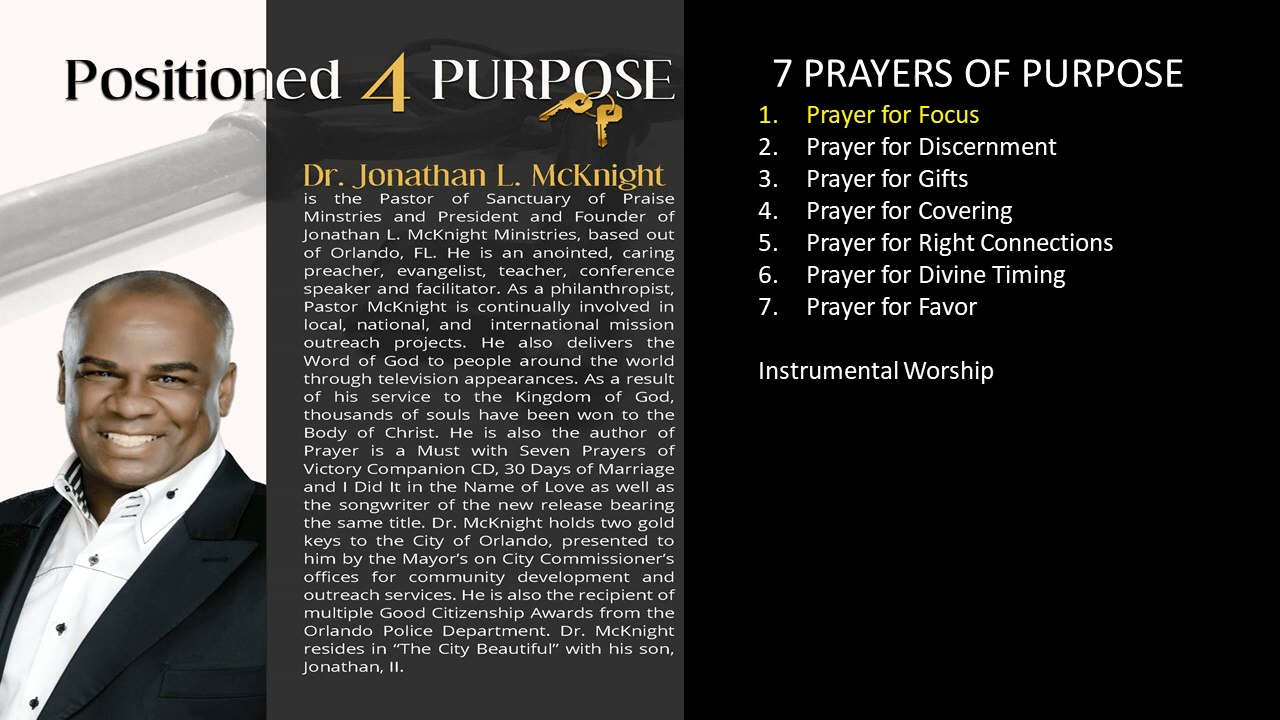 Positioned 4 PURPOSE
Dr. Jonathan L. McKnight
is the Pastor of Sanctuary of Praise
Minstries and President and Founder of
Jonathan L. McKnight Ministries, based out
of Orlando, FL. He is an anointed, caring
preacher, evangelist, teacher, conference
speaker and facilitator. As a philanthropist,
Pastor McKnight is continually involved in
local, national, and international mission
outreach projects. He also delivers the
Word of God to people around the world
through television appearances. As a result
of his service to the Kingdom of God,
thousands of souls have been won to the
Body of Christ. He is also the author of
Prayer is a Must with Seven Prayers of
Victory Companion CD, 30 Days of Marriage
and I Did It in the Name of Love as well as
the songwriter of the new release bearing
the same title. Dr. McKnight holds two gold
keys to the City of Orlando, presented to
him by the Mayor’s on City Commissioner’s
offices for community development and
outreach services. He is also the recipient of
multiple Good Citizenship Awards from the
Orlando Police Department. Dr. McKnight
resides in “The City Beautiful” with his son,
Jonathan, II.
7 PRAYERS OF PURPOSE
1. Prayer for Focus
2. Prayer for Discernment
3. Prayer for Gifts
4. Prayer for Covering
5. Prayer for Right Connections
6. Prayer for Divine Timing
7. Prayer for Favor
Instrumental Worship